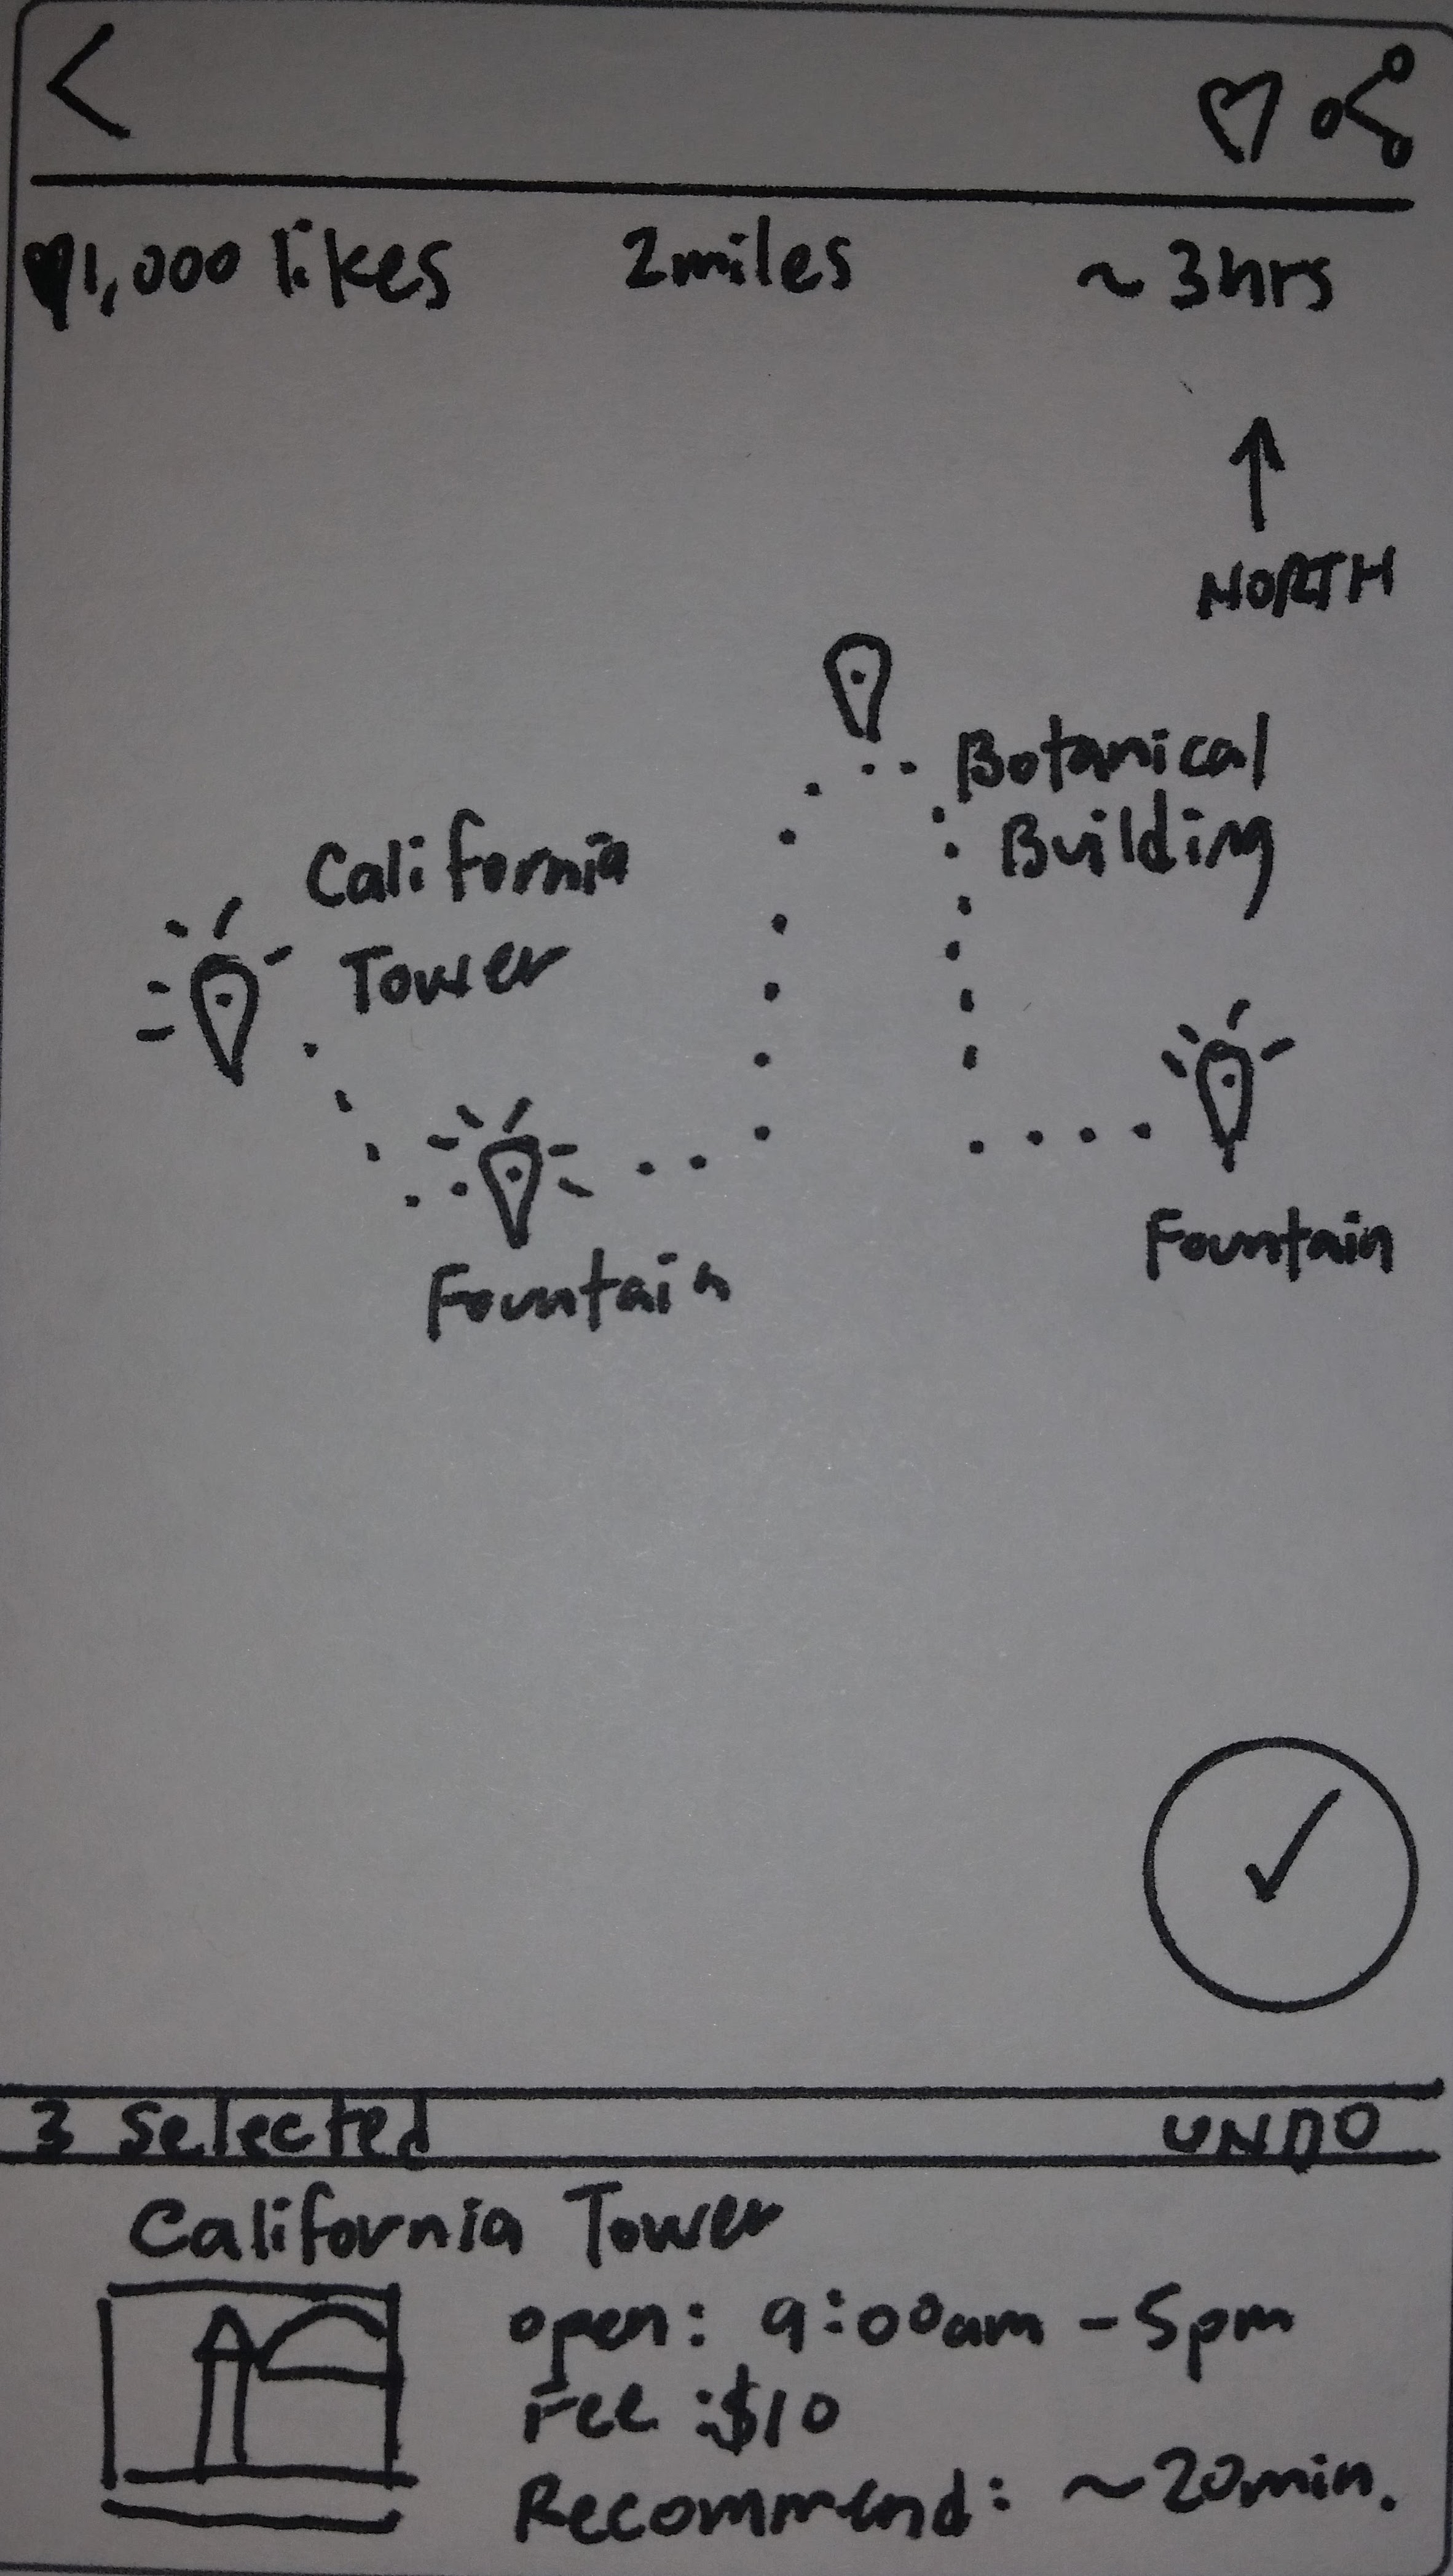 1,000 likes 2miles ~3hrs
NORTH
Botanical
Building
California
Tower
Fountain
Fountain
3 selected UNDO
California Tower
open: 9:00am - 5pm
Fee :$10
Recommend: ~20min.